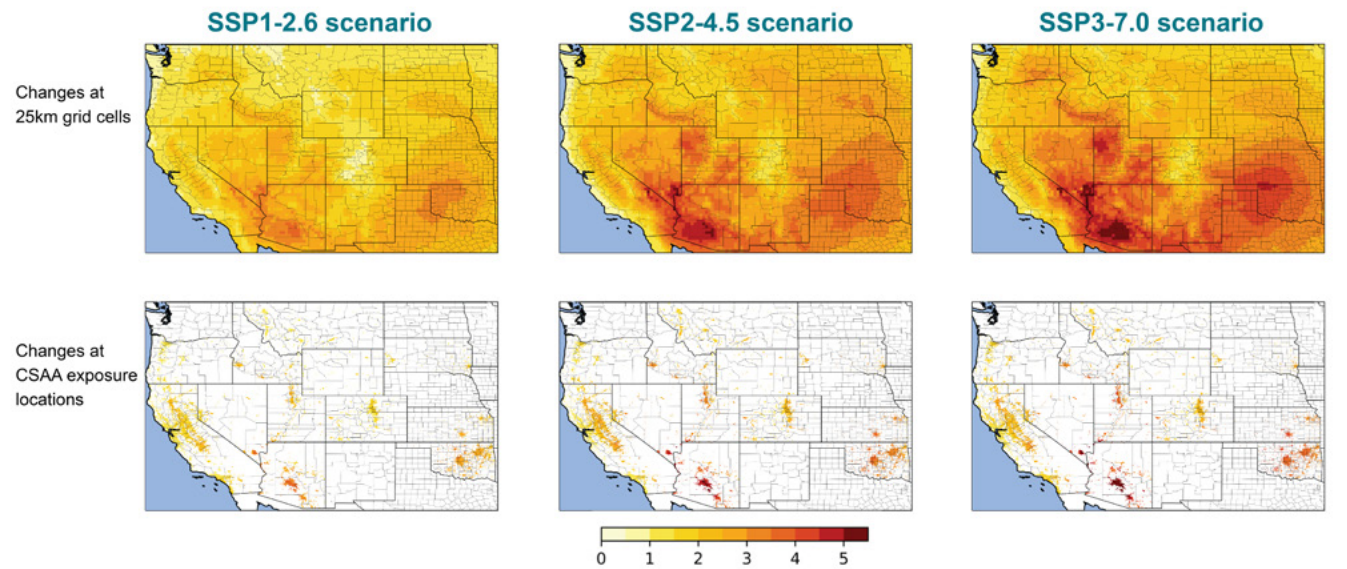 SSP1-2.6 scenario
SSP2-4.5 scenario
SSP3-7.0 scenario
Changes at
25km grid cells
Changes at
CSAA exposure
locations
0 1 2 3 4 5